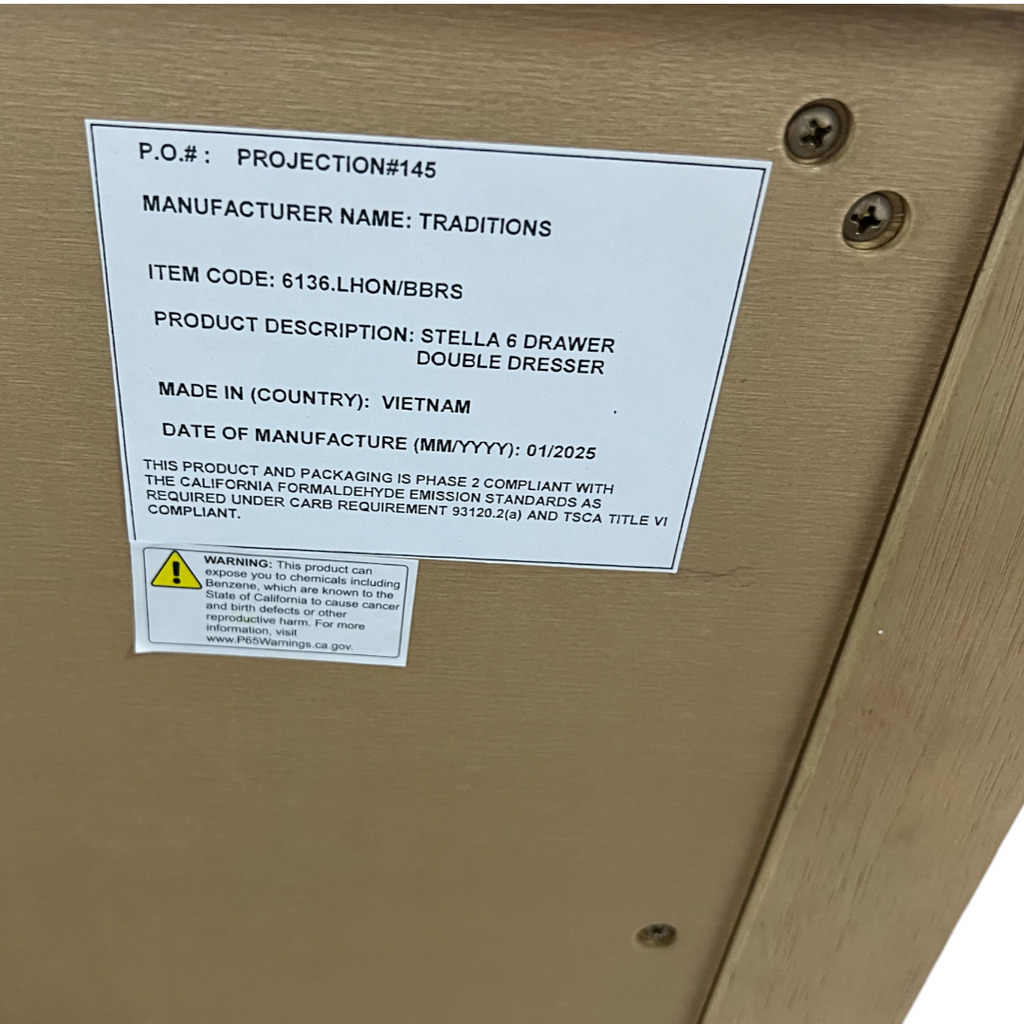 P.O.# : PROJECTION#145
MANUFACTURER NAME: TRADITIONS
ITEM CODE: 6136.LHON/BBRS
PRODUCT DESCRIPTION: STELLA 6 DRAWER
DOUBLE DRESSER
MADE IN (COUNTRY): VIETNAM
DATE OF MANUFACTURE (MM/YYYY): 01/2025
THIS PRODUCT AND PACKAGING IS PHASE 2 COMPLIANT WITH
THE CALIFORNIA FORMALDEHYDE EMISSION STANDARDS AS
REQUIRED UNDER CARB REQUIREMENT 93120.2(a) AND TSCA TITLE VI
COMPLIANT.
WARNING: This product can
expose you to chemicals including
Benzene, which are known to the
State of California to cause cancer
and birth defects or other
reproductive harm. For more
information, visit
www.P65Warnings.ca.gov.